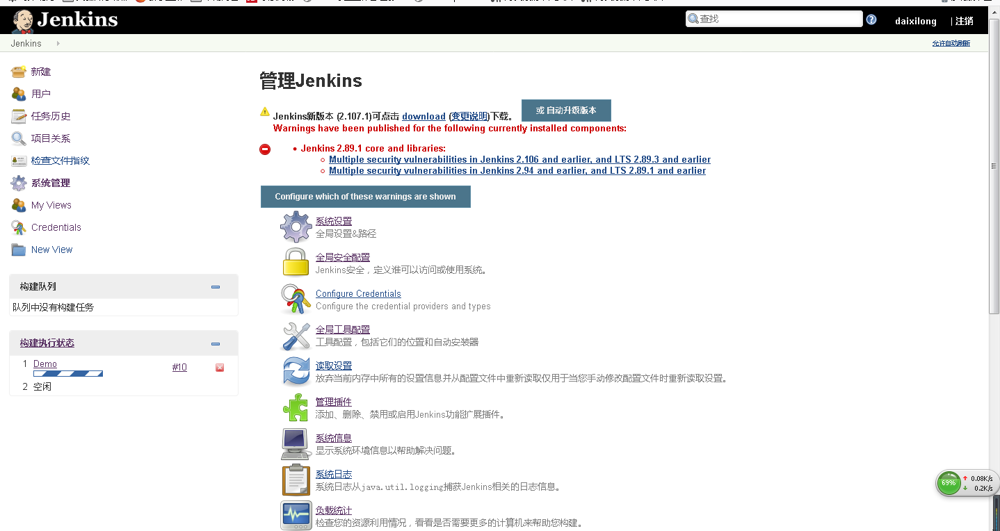 Jenkins
查找
daixilong
| 注销
Jenkins
允许自动刷新
新建
用户
任务历史
项目关系
检查文件指纹
系统管理
My Views
Credentials
New View
构建队列
队列中没有构建任务
构建执行状态
1 Demo #10
2 空闲
管理Jenkins
Jenkins新版本 (2.107.1)可点击 download (变更说明)下载。 或 自动升级版本
Warnings have been published for the following currently installed components:
Jenkins 2.89.1 core and libraries:
Multiple security vulnerabilities in Jenkins 2.106 and earlier, and LTS 2.89.3 and earlier
Multiple security vulnerabilities in Jenkins 2.94 and earlier, and LTS 2.89.1 and earlier
Configure which of these warnings are shown
系统设置
全局设置&路径
全局安全配置
Jenkins安全，定义谁可以访问或使用系统。
Configure Credentials
Configure the credential providers and types
全局工具配置
工具配置，包括它们的位置和自动安装器
读取设置
放弃当前内存中所有的设置信息并从配置文件中重新读取仅用于当您手动修改配置文件时重新读取设置。
管理插件
添加、删除、禁用或启用Jenkins功能扩展插件。
系统信息
显示系统环境信息以帮助解决问题。
系统日志
系统日志从java.util.logging捕获Jenkins相关的日志信息。
负载统计
检查您的资源利用情况，看看是否需要更多的计算机来帮助您构建。
69%
0.08K/s
0.2K/s